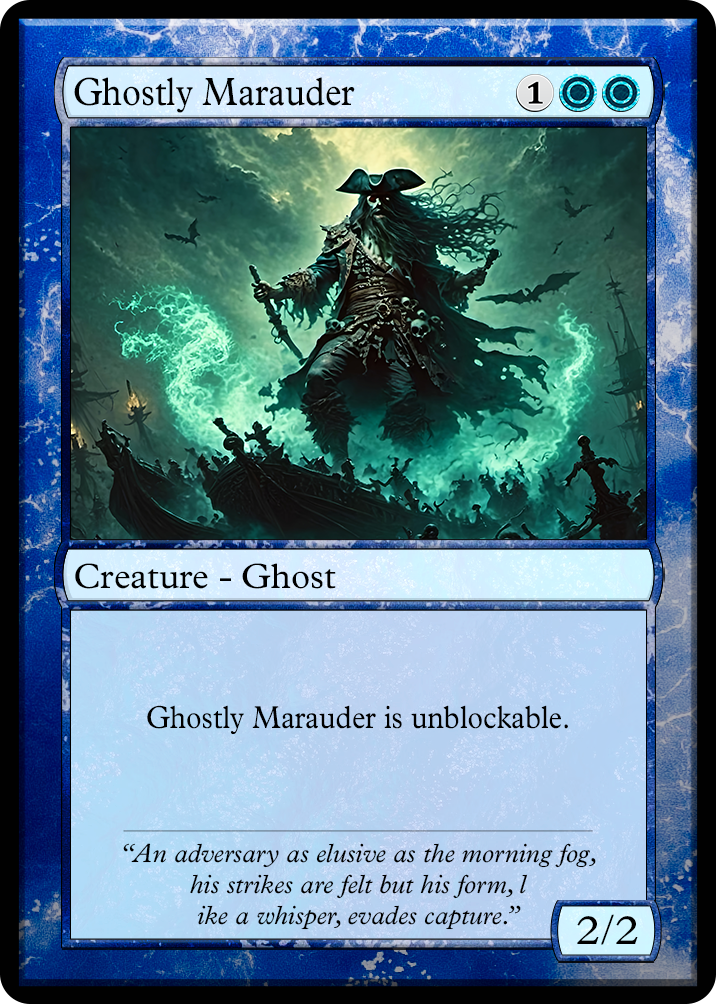 Ghostly Marauder 1
Creature - Ghost
Ghostly Marauder is unblockable.
“An adversary as elusive as the morning fog,
his strikes are felt but his form, l
ike a whisper, evades capture.”
2/2